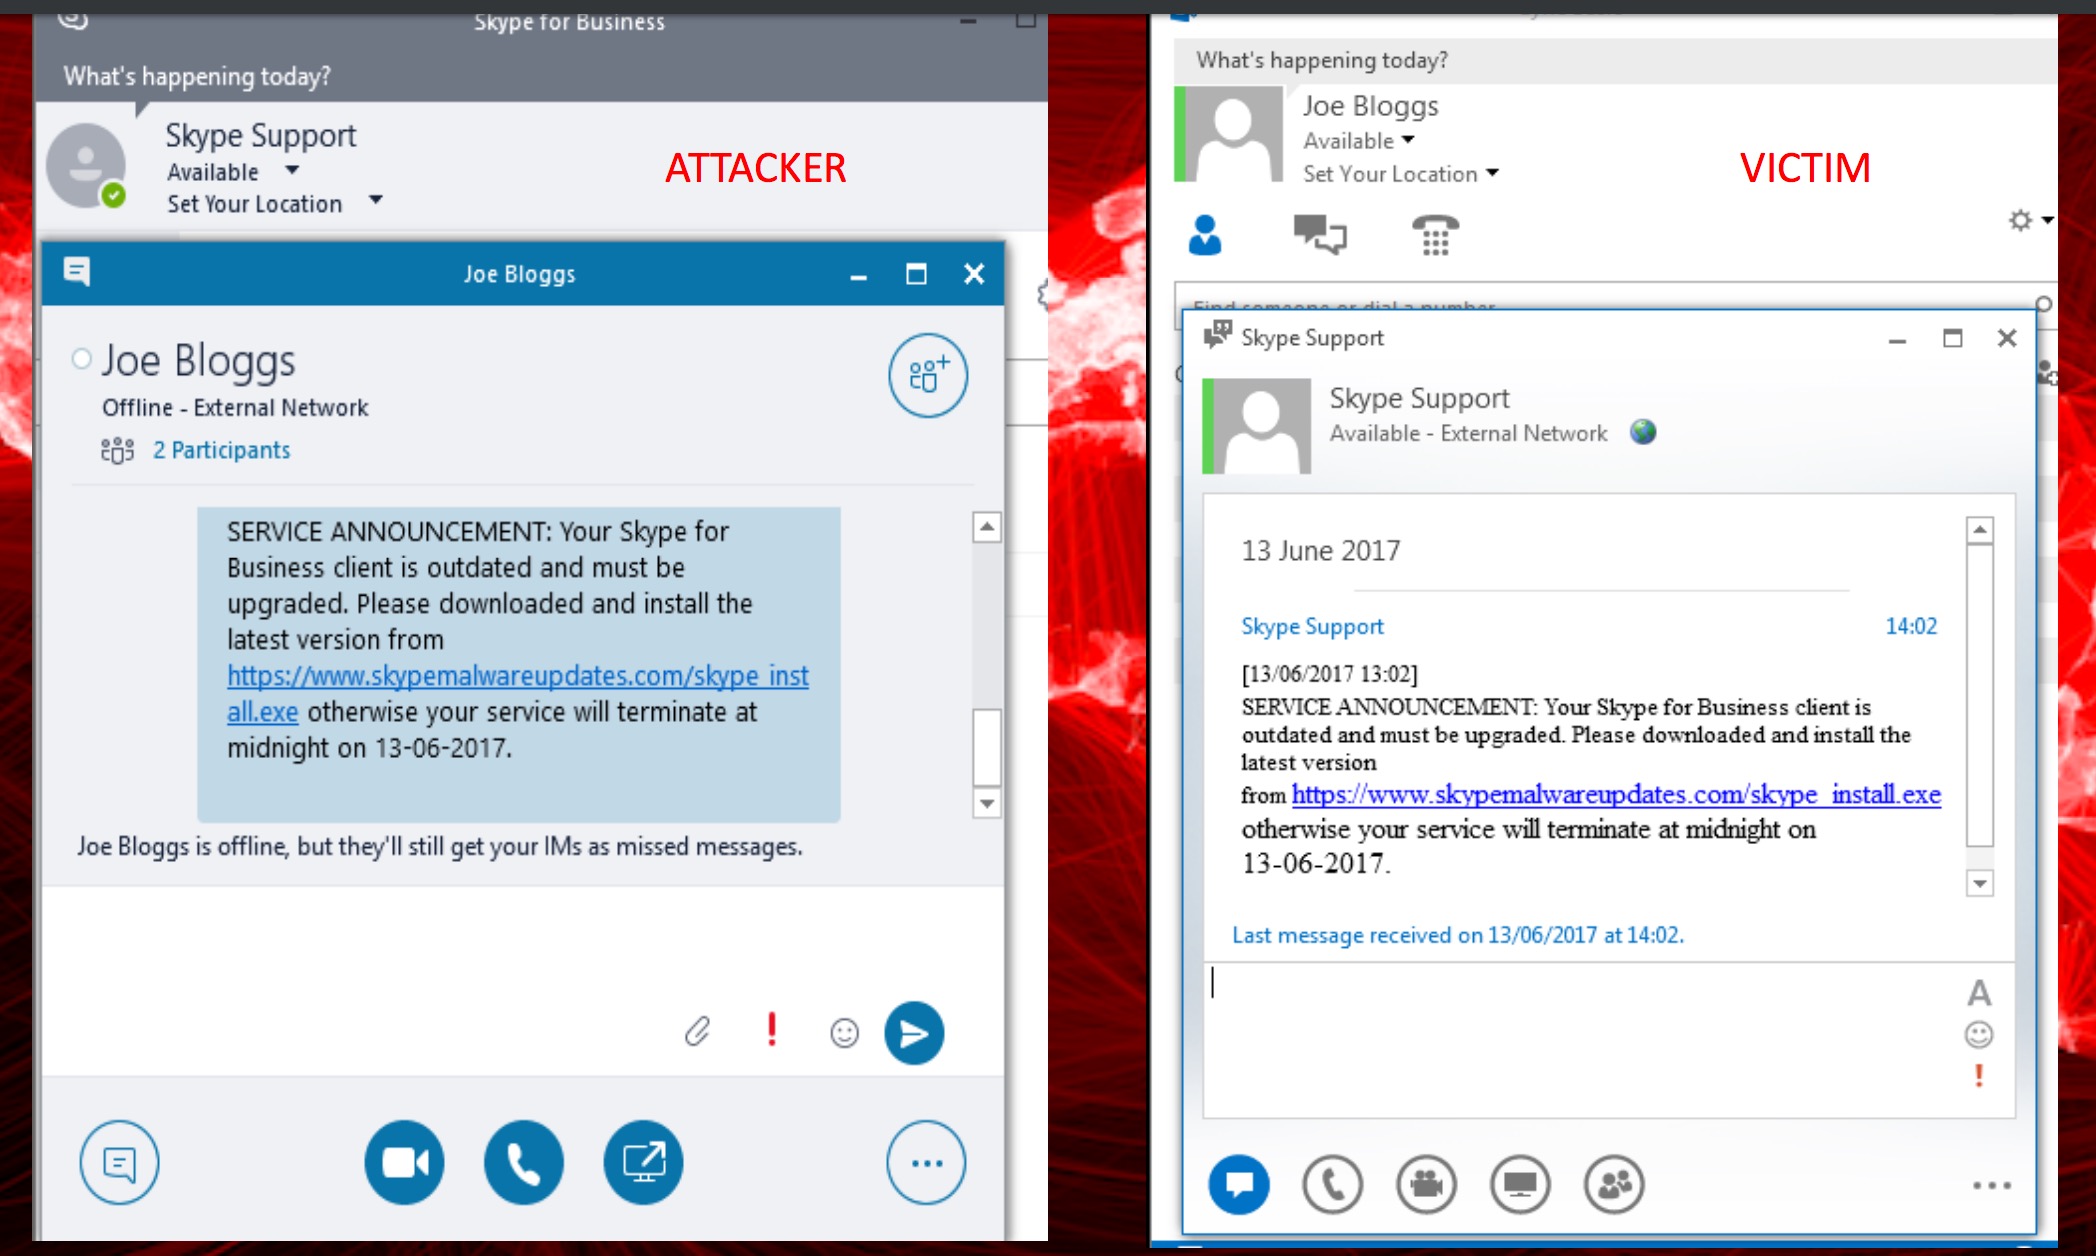 Skype for Business
What's happening today?
Skype Support
Available
Set Your Location
ATTACKER
Joe Bloggs
Joe Bloggs
Offline - External Network
2 Participants
SERVICE ANNOUNCEMENT: Your Skype for
Business client is outdated and must be
upgraded. Please downloaded and install the
latest version from
https://www.skypemalwareupdates.com/skype_inst
all.exe otherwise your service will terminate at
midnight on 13-06-2017.
Joe Bloggs is offline, but they'll still get your IMs as missed messages.
What's happening today?
Joe Bloggs
Available
Set Your Location
VICTIM
Find someone or dial a number
Skype Support
Skype Support
Available - External Network
13 June 2017
Skype Support 14:02
[13/06/2017 13:02]
SERVICE ANNOUNCEMENT: Your Skype for Business client is
outdated and must be upgraded. Please downloaded and install the
latest version
from https://www.skypemalwareupdates.com/skype_install.exe
otherwise your service will terminate at midnight on
13-06-2017.
Last message received on 13/06/2017 at 14:02.
A